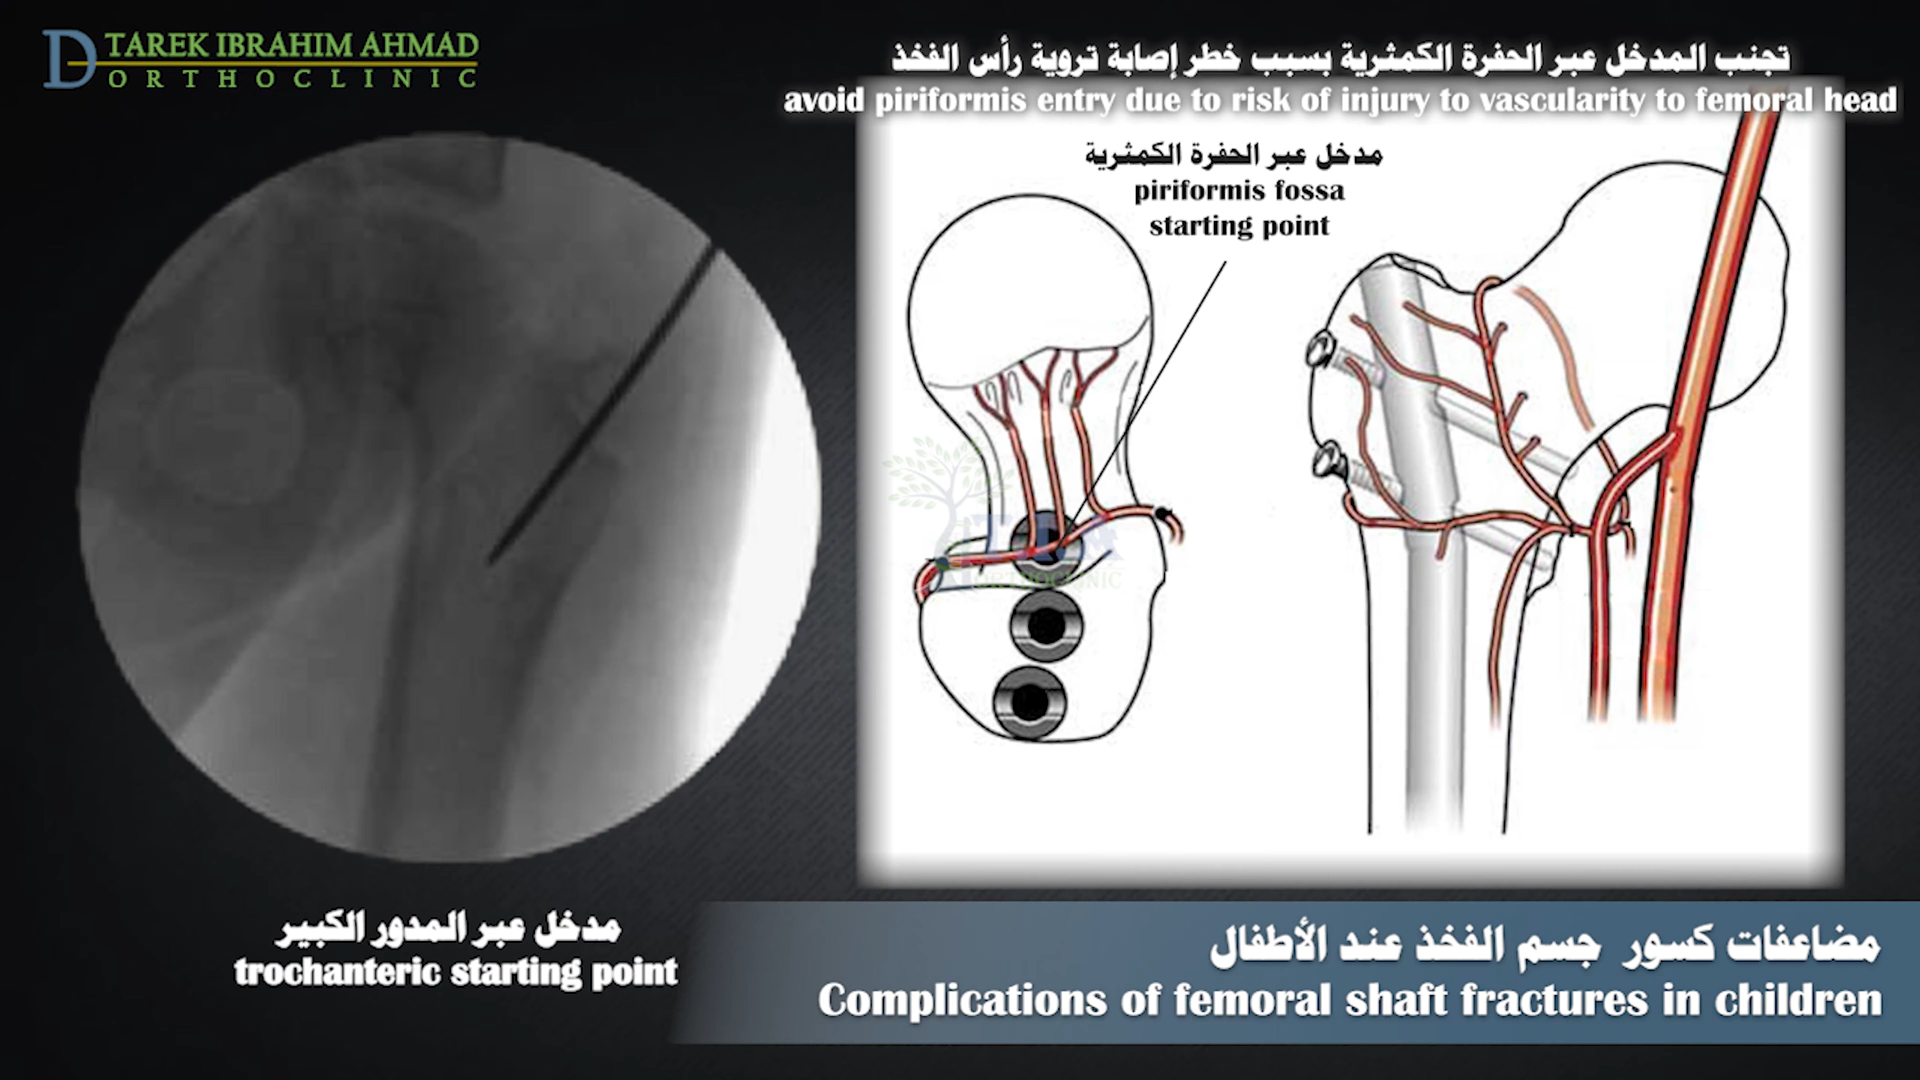 D TAREK IBRAHIM AHMAD
ORTHOCLINIC
تجنب المدخل عبر الحفرة الكمثرية بسبب خطر إصابة تروية رأس الفخذ
avoid piriformis entry due to risk of injury to vascularity to femoral head
مدخل عبر الحفرة الكمثرية
piriformis fossa
starting point
TIA
ORTHOCLINIC
مدخل عبر المدور الكبير
trochanteric starting point
مضاعفات كسور جسم الفخذ عند الأطفال
Complications of femoral shaft fractures in children